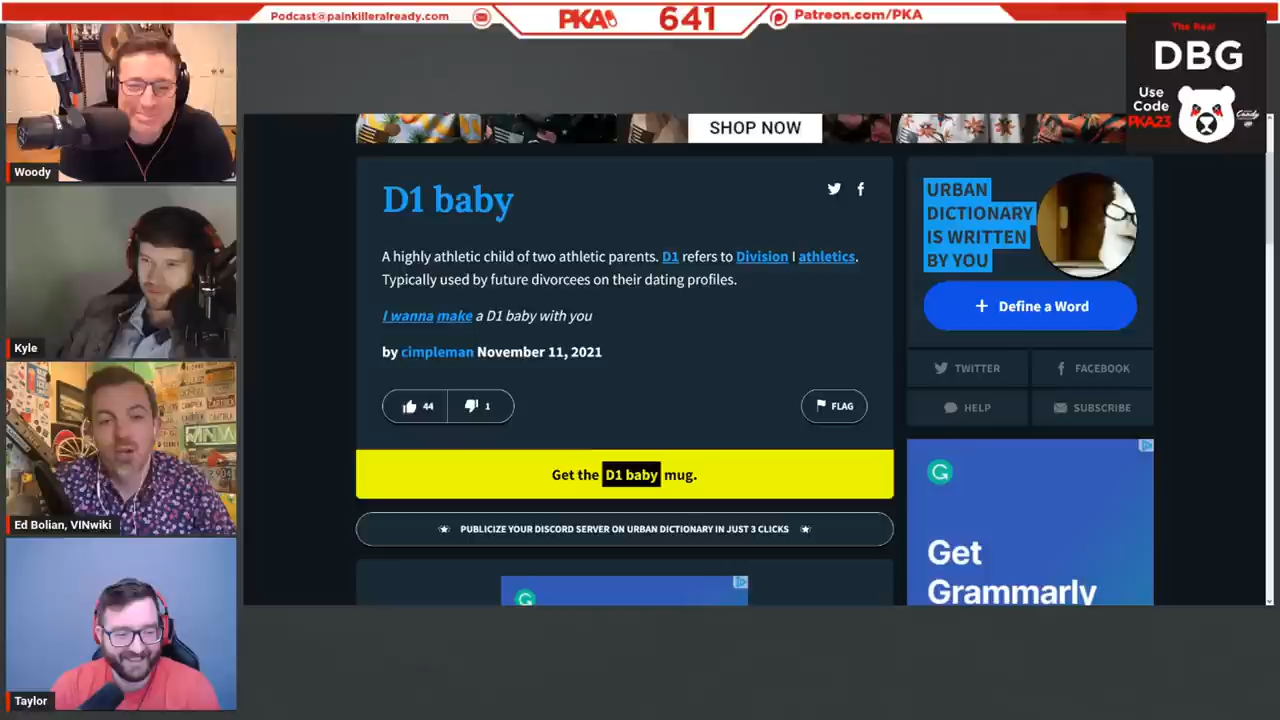 Podcast@painkilleralready.com
PKA 641
Patreon.com/PKA
The Real
DBG
Use
Code
PKA23
Candy
Woody
Kyle
Ed Bolian, VINwiki
Taylor
SHOP NOW
D1 baby
A highly athletic child of two athletic parents. D1 refers to Division I athletics.
Typically used by future divorcees on their dating profiles.
I wanna make a D1 baby with you
by cimpleman November 11, 2021
44
1
FLAG
Get the D1 baby mug.
PUBLICIZE YOUR DISCORD SERVER ON URBAN DICTIONARY IN JUST 3 CLICKS
URBAN
DICTIONARY
IS WRITTEN
BY YOU
+ Define a Word
TWITTER
FACEBOOK
HELP
SUBSCRIBE
Get
Grammarly